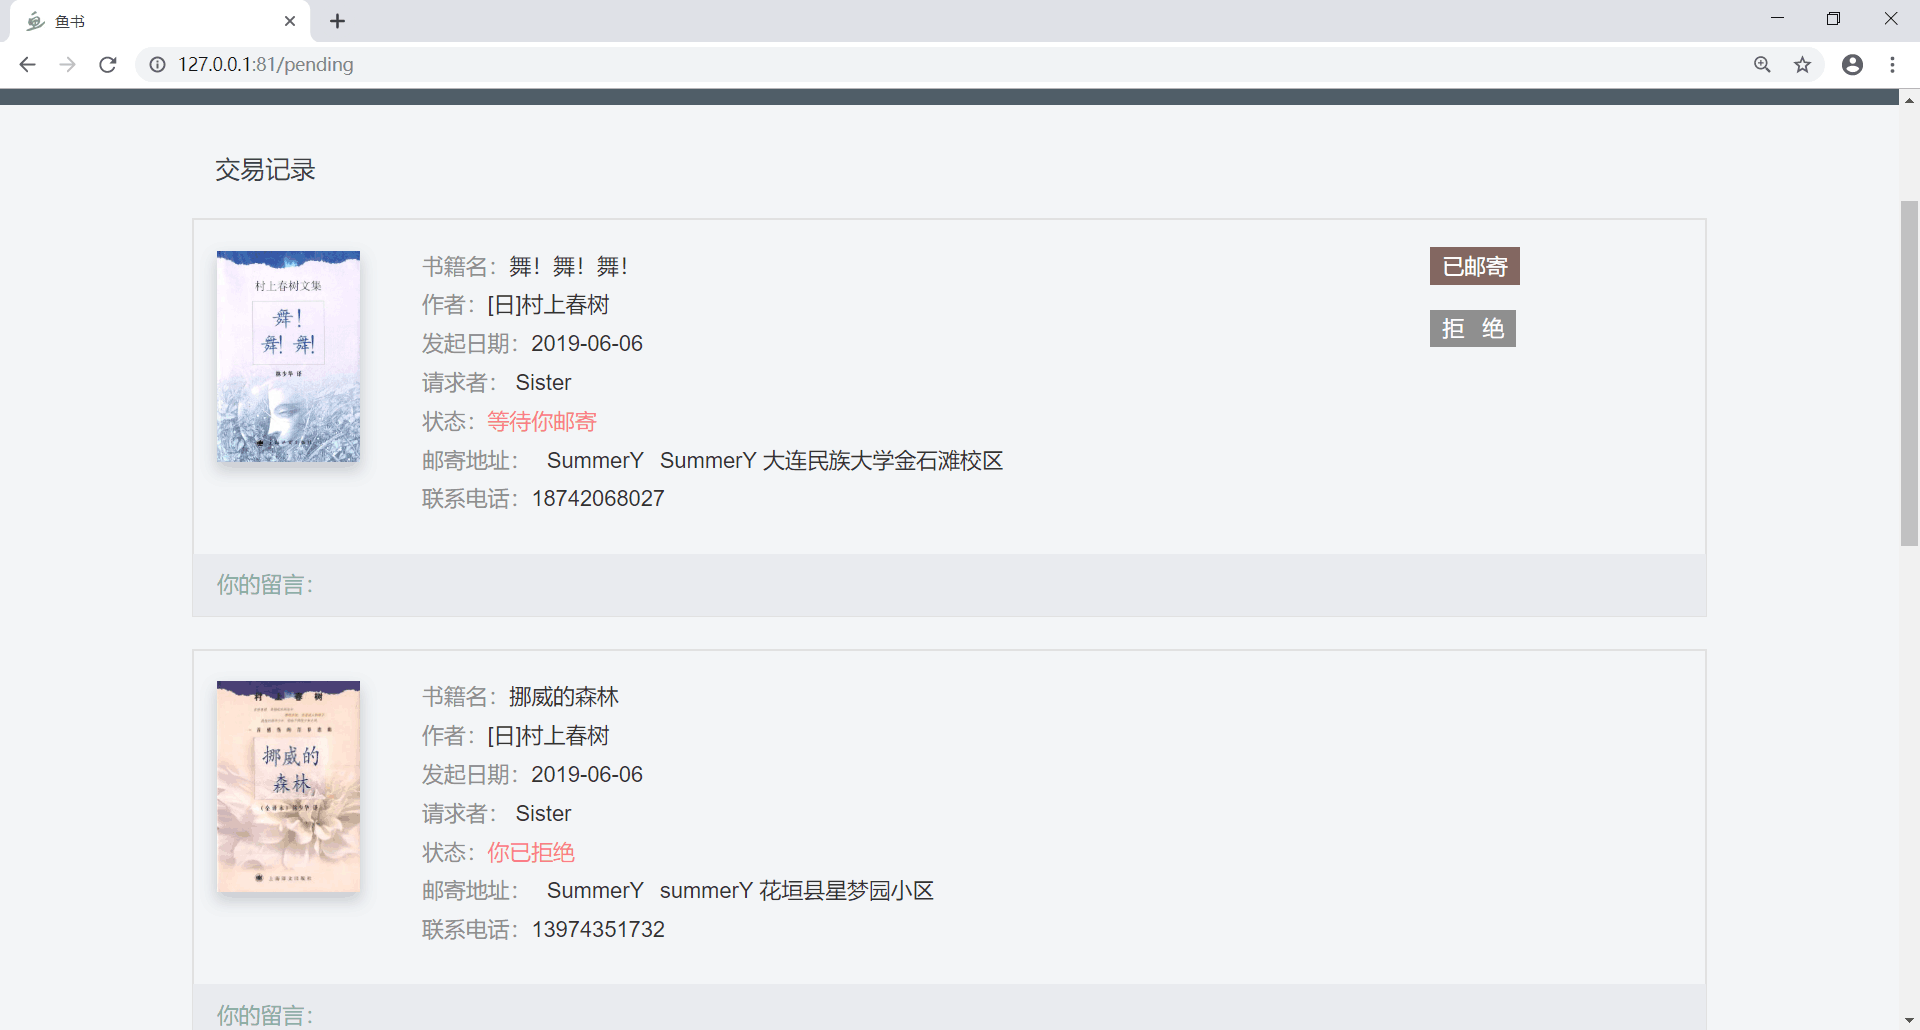 鱼书
127.0.0.1:81/pending
交易记录
村上春树文集
舞!
舞! 舞!
书籍名：舞！舞！舞！
作者：[日]村上春树
发起日期：2019-06-06
请求者： Sister
状态：等待你邮寄
邮寄地址： SummerY SummerY 大连民族大学金石滩校区
联系电话：18742068027
已邮寄
拒 绝
你的留言：
村上春树
挪威的
森林
书籍名：挪威的森林
作者：[日]村上春树
发起日期：2019-06-06
请求者： Sister
状态：你已拒绝
邮寄地址： SummerY summerY 花垣县星梦园小区
联系电话：13974351732
你的留言：